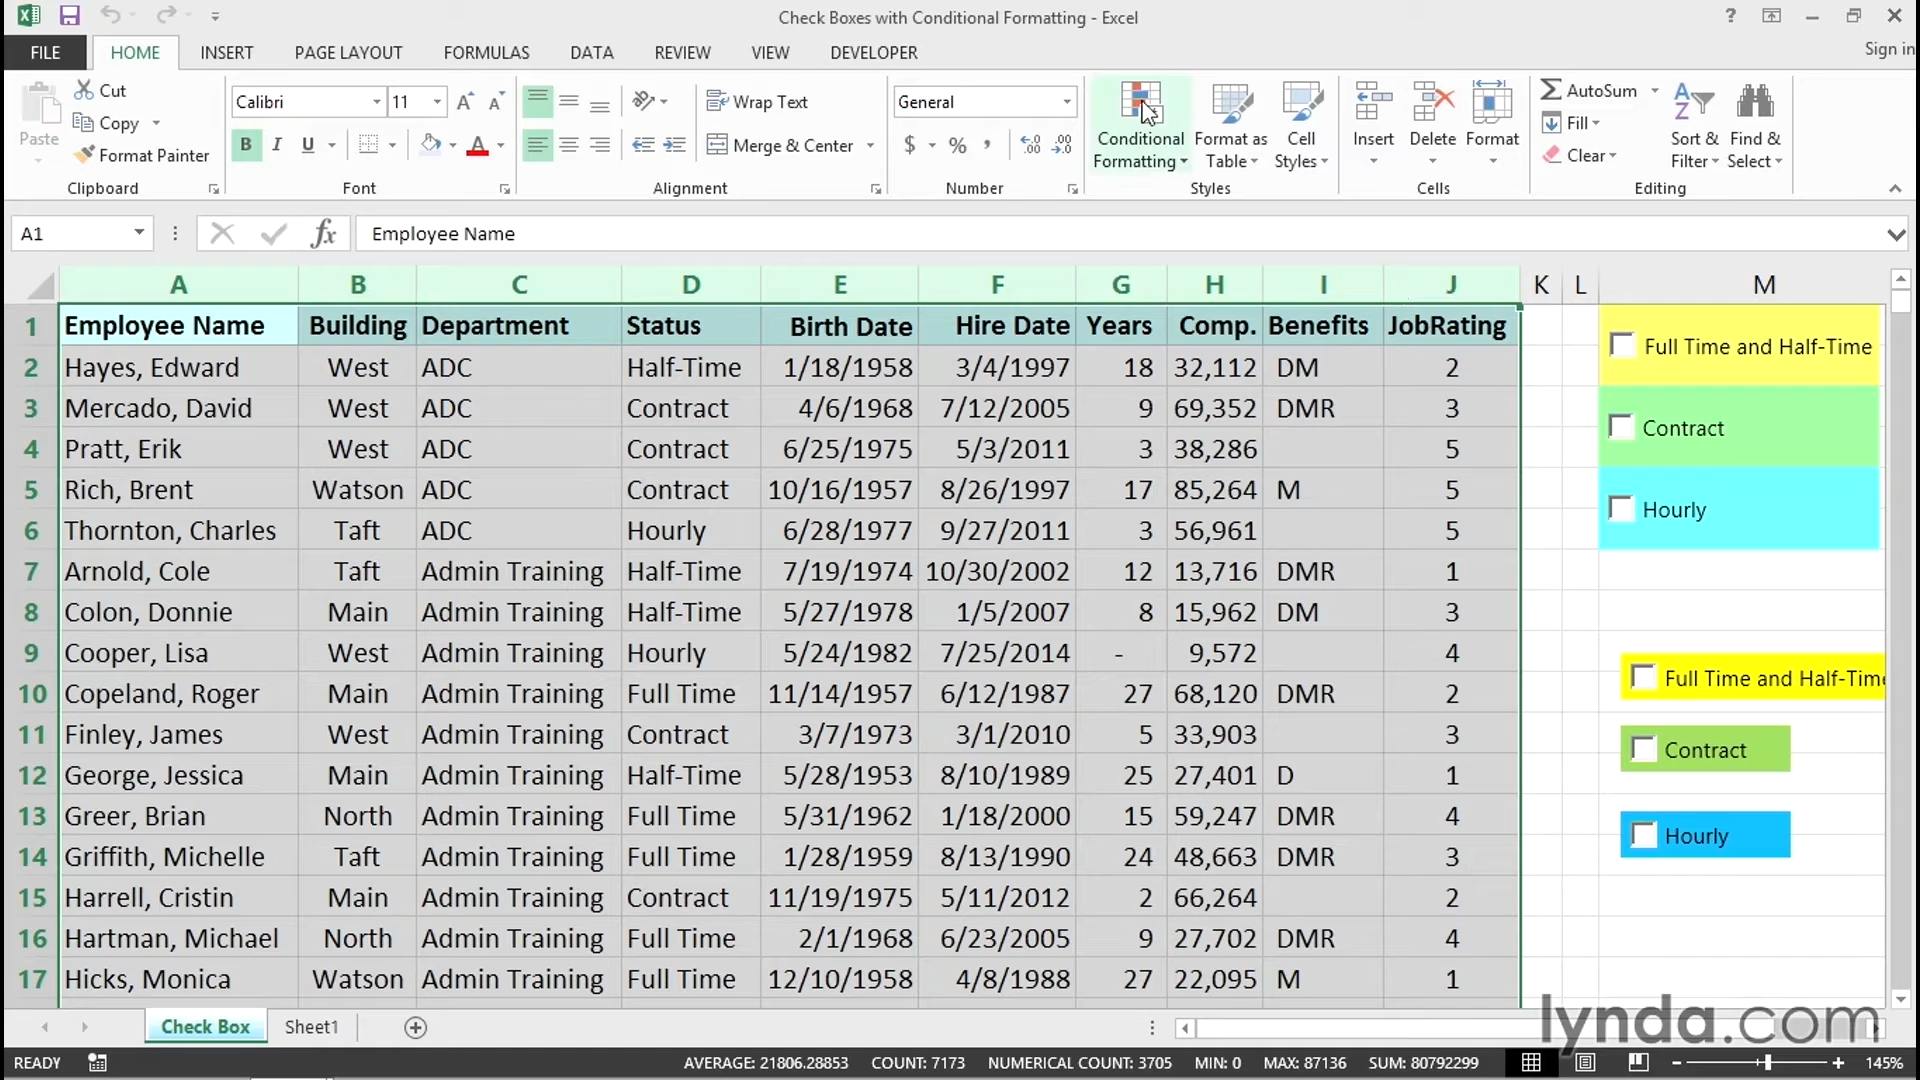 Check Boxes with Conditional Formatting - Excel
?
Sign in
FILE HOME INSERT PAGE LAYOUT FORMULAS DATA REVIEW VIEW DEVELOPER
Paste
Cut
Copy
Format Painter
Clipboard
Calibri 11
B I U
Font
Wrap Text
Merge & Center
Alignment
General
$ % ,
Number
Conditional Formatting
Format as Table
Cell Styles
Styles
Insert
Delete
Format
Cells
AutoSum
Fill
Clear
Sort & Filter
Find & Select
Editing
A1 fx Employee Name
A B C D E F G H I J K L M
1 Employee Name Building Department Status Birth Date Hire Date Years Comp. Benefits JobRating
2 Hayes, Edward West ADC Half-Time 1/18/1958 3/4/1997 18 32,112 DM 2
3 Mercado, David West ADC Contract 4/6/1968 7/12/2005 9 69,352 DMR 3
4 Pratt, Erik West ADC Contract 6/25/1975 5/3/2011 3 38,286 5
5 Rich, Brent Watson ADC Contract 10/16/1957 8/26/1997 17 85,264 M 5
6 Thornton, Charles Taft ADC Hourly 6/28/1977 9/27/2011 3 56,961 5
7 Arnold, Cole Taft Admin Training Half-Time 7/19/1974 10/30/2002 12 13,716 DMR 1
8 Colon, Donnie Main Admin Training Half-Time 5/27/1978 1/5/2007 8 15,962 DM 3
9 Cooper, Lisa West Admin Training Hourly 5/24/1982 7/25/2014 - 9,572 4
10 Copeland, Roger Main Admin Training Full Time 11/14/1957 6/12/1987 27 68,120 DMR 2
11 Finley, James West Admin Training Contract 3/7/1973 3/1/2010 5 33,903 3
12 George, Jessica Main Admin Training Half-Time 5/28/1953 8/10/1989 25 27,401 D 1
13 Greer, Brian North Admin Training Full Time 5/31/1962 1/18/2000 15 59,247 DMR 4
14 Griffith, Michelle Taft Admin Training Full Time 1/28/1959 8/13/1990 24 48,663 DMR 3
15 Harrell, Cristin Main Admin Training Contract 11/19/1975 5/11/2012 2 66,264 2
16 Hartman, Michael North Admin Training Full Time 2/1/1968 6/23/2005 9 27,702 DMR 4
17 Hicks, Monica Watson Admin Training Full Time 12/10/1958 4/8/1988 27 22,095 M 1
Full Time and Half-Time
Contract
Hourly
Full Time and Half-Time
Contract
Hourly
lynda.com
Check Box Sheet1
READY AVERAGE: 21806.28853 COUNT: 7173 NUMERICAL COUNT: 3705 MIN: 0 MAX: 87136 SUM: 80792299 145%